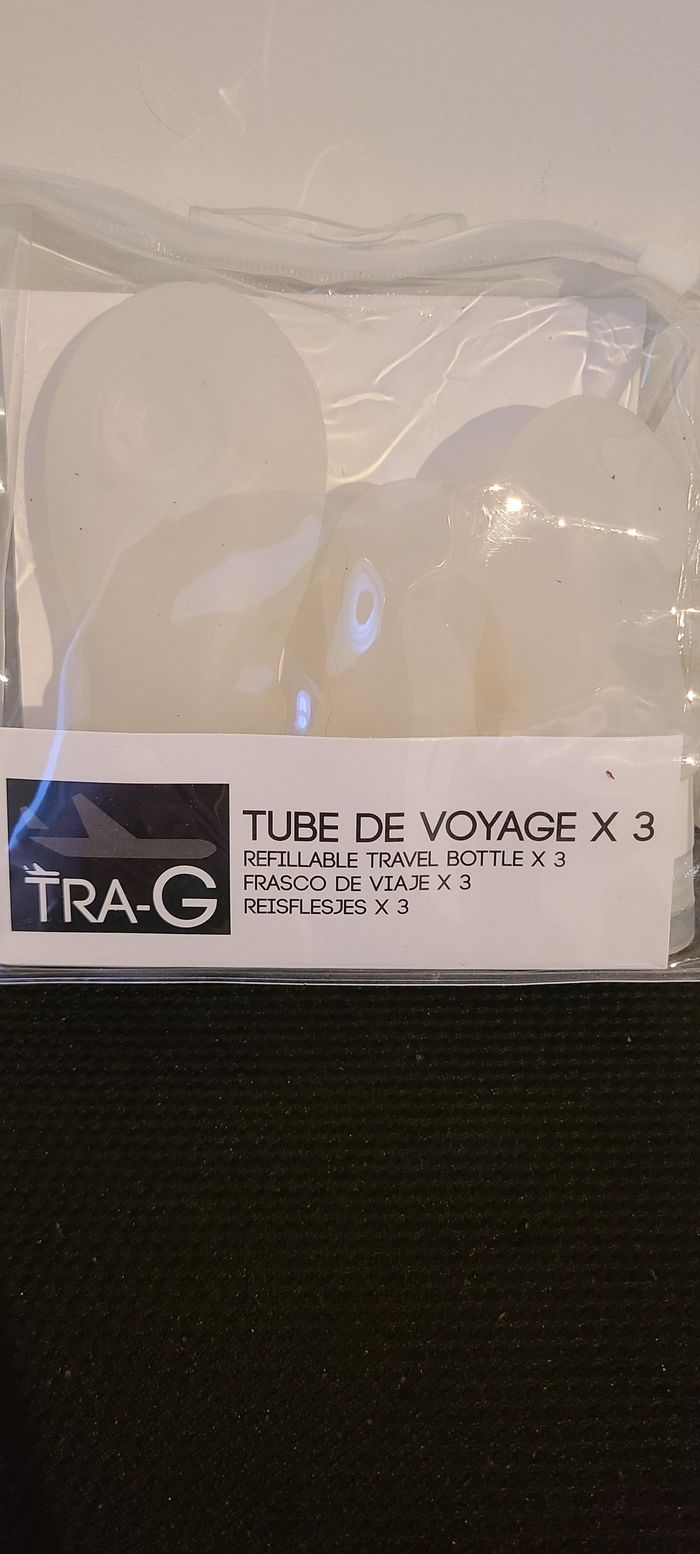 TRA-G
TUBE DE VOYAGE X 3
REFILLABLE TRAVEL BOTTLE X 3
FRASCO DE VIAJE X 3
REISFLESJES X 3